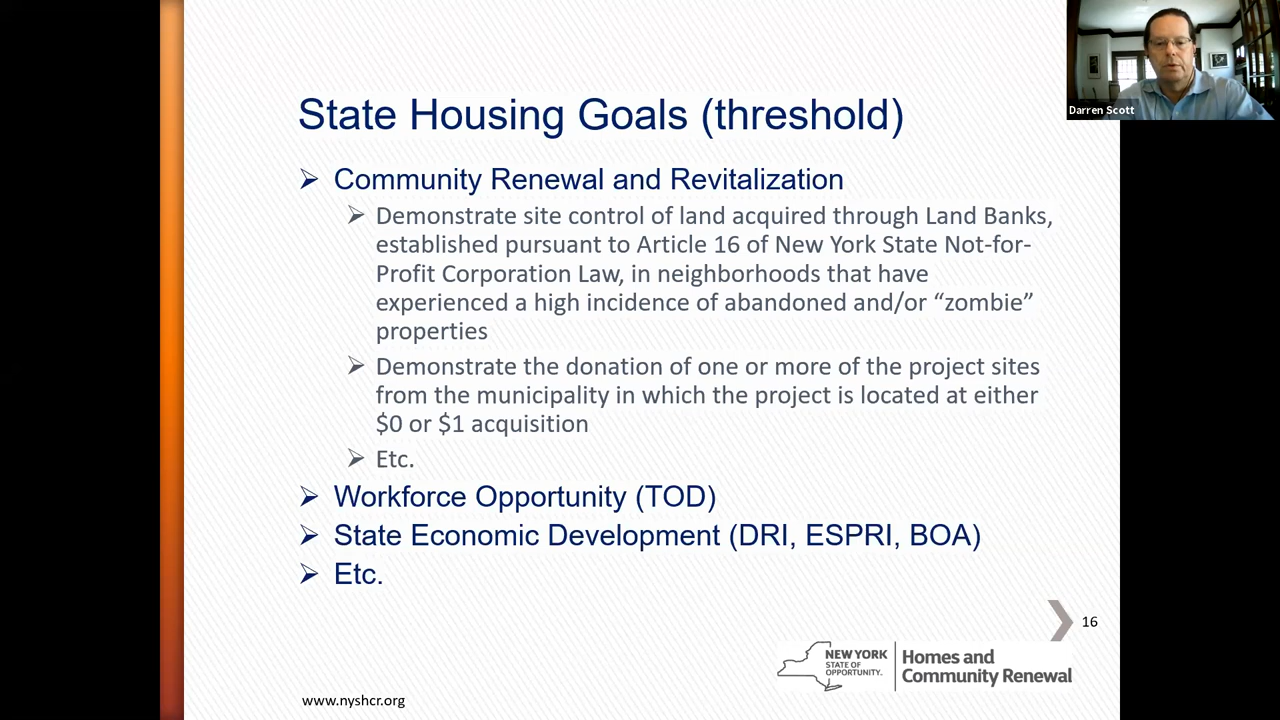 State Housing Goals (threshold)
Community Renewal and Revitalization
Demonstrate site control of land acquired through Land Banks,
established pursuant to Article 16 of New York State Not-for-
Profit Corporation Law, in neighborhoods that have
experienced a high incidence of abandoned and/or “zombie”
properties
Demonstrate the donation of one or more of the project sites
from the municipality in which the project is located at either
$0 or $1 acquisition
Etc.
Workforce Opportunity (TOD)
State Economic Development (DRI, ESPRI, BOA)
Etc.
16
NEW YORK
STATE OF
OPPORTUNITY.
Homes and
Community Renewal
www.nyshcr.org
Darren Scott